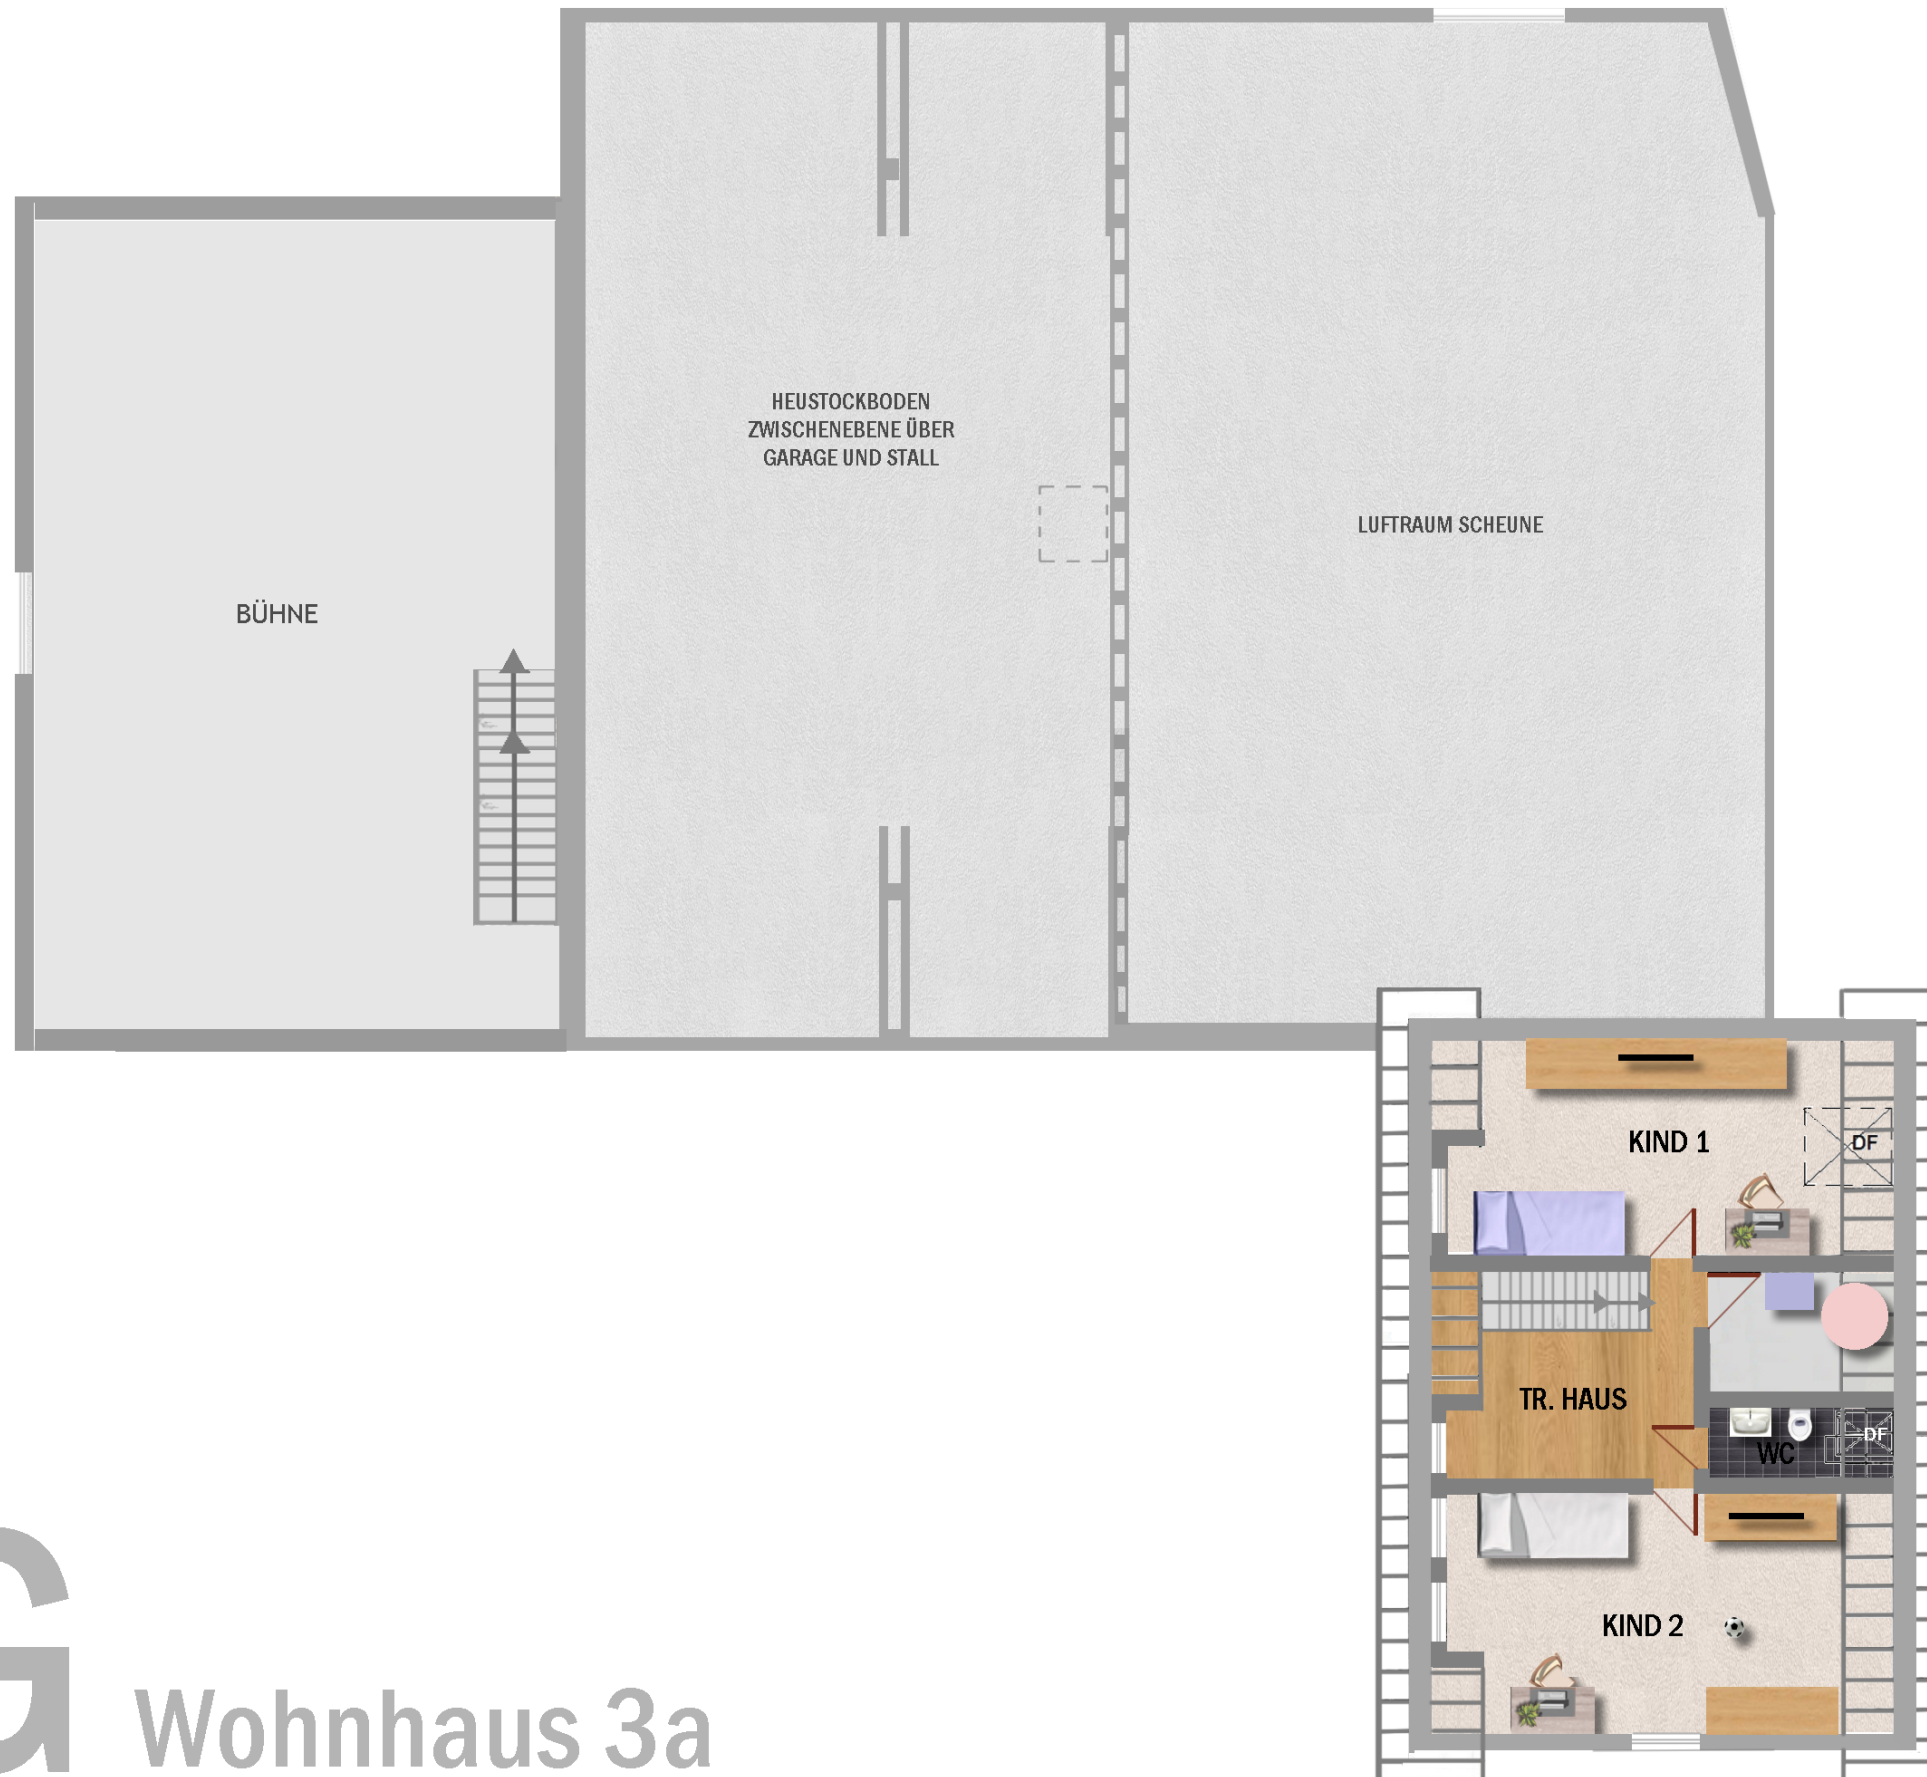 HEUSTOCKBODEN
ZWISCHENEBENE ÜBER
GARAGE UND STALL
LUFTRAUM SCHEUNE
BÜHNE
KIND 1
DF
TR. HAUS
WC
DF
KIND 2
G
Wohnhaus 3a